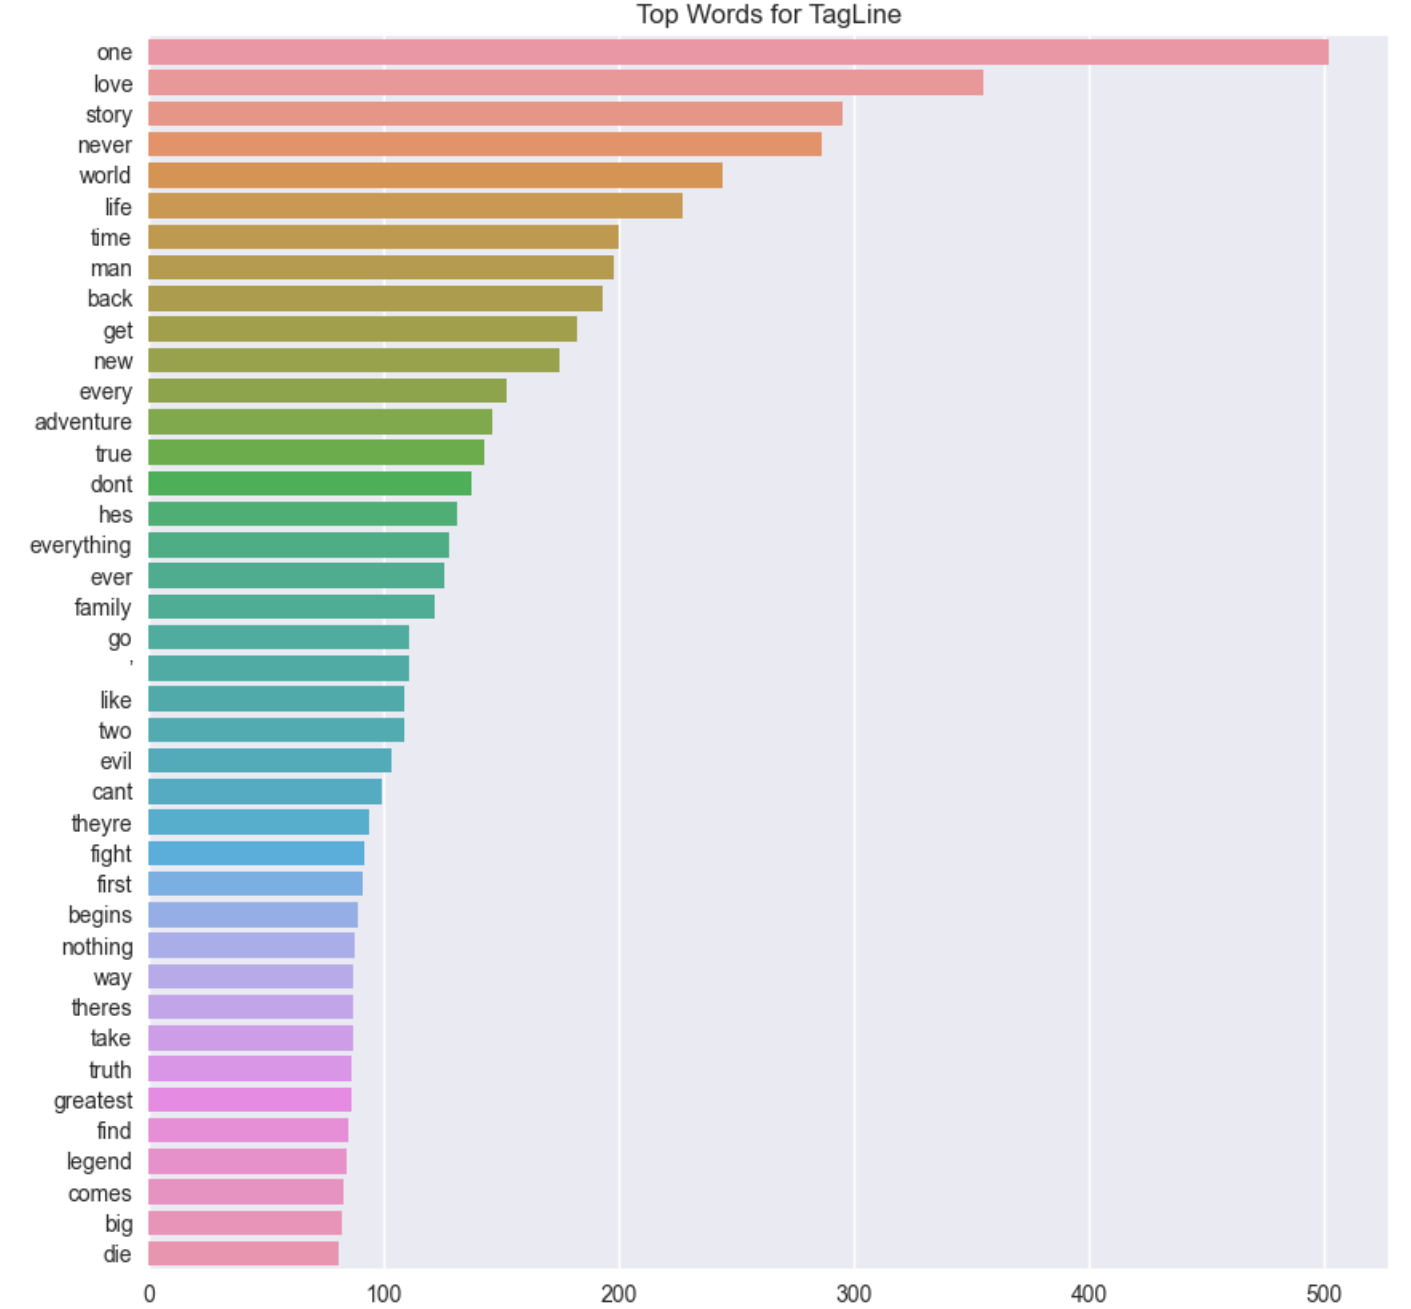 Top Words for TagLine
one
love
story
never
world
life
time
man
back
get
new
every
adventure
true
dont
hes
everything
ever
family
go
’
like
two
evil
cant
theyre
fight
first
begins
nothing
way
theres
take
truth
greatest
find
legend
comes
big
die
0 100 200 300 400 500